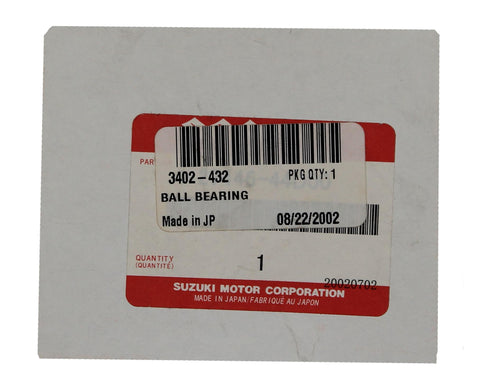 PAR
3402-432 PKG QTY: 1
BALL BEARING
Made in JP 08/22/2002
QUANTITY 1
(QUANTITÉ)
20020702
SUZUKI MOTOR CORPORATION
MADE IN JAPAN/FABRIQUÉ AU JAPON